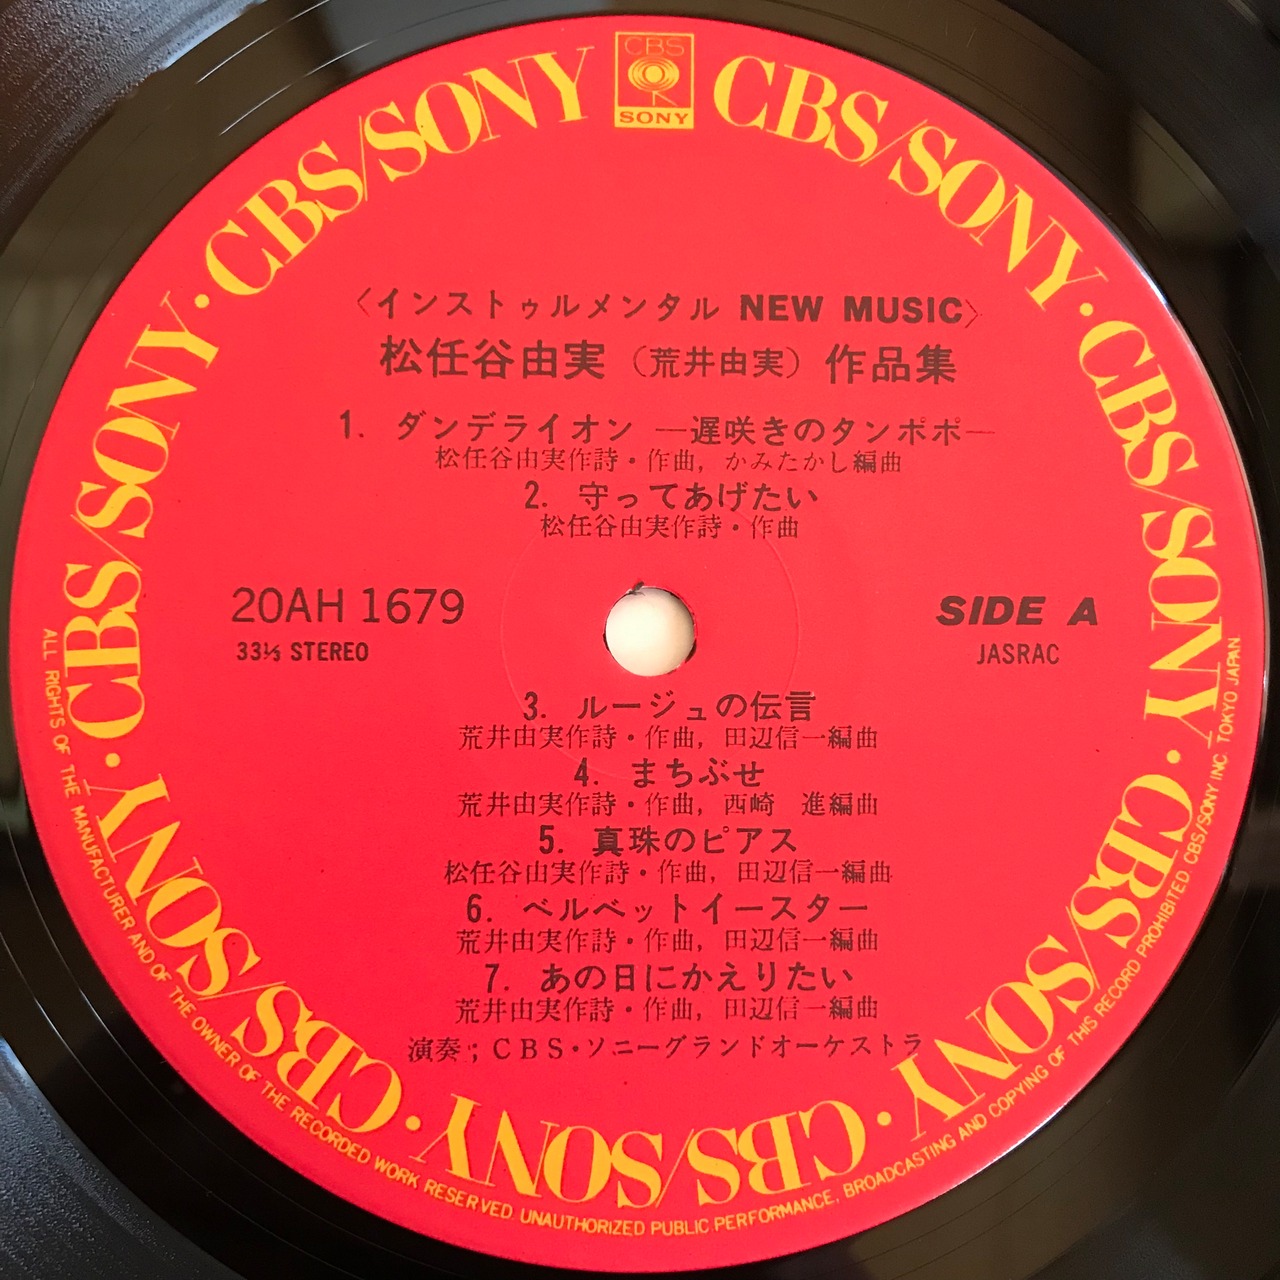 CBS
SONY
CBS/SONY・CBS/SONY・CBS/SONY・CBS/SONY・CBS/SONY・CBS/SONY・CBS/SONY
〈インストゥルメンタル NEW MUSIC〉
松任谷由実（荒井由実）作品集
1. ダンデライオン —遅咲きのタンポポ—
松任谷由実作詩・作曲, かみたかし編曲
2. 守ってあげたい
松任谷由実作詩・作曲
20AH 1679
33⅓ STEREO
SIDE A
JASRAC
3. ルージュの伝言
荒井由実作詩・作曲, 田辺信一編曲
4. まちぶせ
荒井由実作詩・作曲, 西崎 進編曲
5. 真珠のピアス
松任谷由実作詩・作曲, 田辺信一編曲
6. ベルベットイースター
荒井由実作詩・作曲, 田辺信一編曲
7. あの日にかえりたい
荒井由実作詩・作曲, 田辺信一編曲
演奏；CBS・ソニーグランドオーケストラ
ALL RIGHTS OF THE MANUFACTURER AND OF THE OWNER OF THE RECORDED WORK RESERVED. UNAUTHORIZED PUBLIC PERFORMANCE, BROADCASTING AND COPYING OF THIS RECORD PROHIBITED. CBS/SONY INC. TOKYO JAPAN.